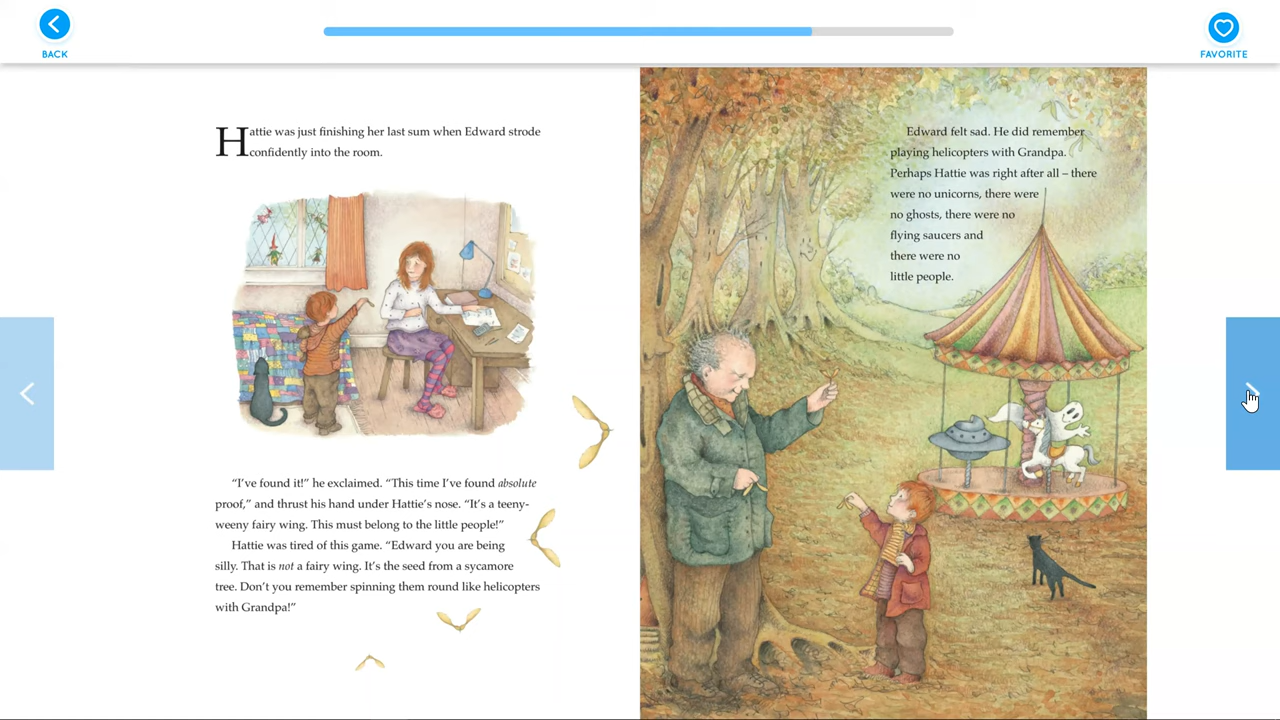 BACK
FAVORITE
Hattie was just finishing her last sum when Edward strode
confidently into the room.
“I’ve found it!” he exclaimed. “This time I’ve found absolute
proof,” and thrust his hand under Hattie’s nose. “It’s a teeny-
weeny fairy wing. This must belong to the little people!”
Hattie was tired of this game. “Edward you are being
silly. That is not a fairy wing. It’s the seed from a sycamore
tree. Don’t you remember spinning them round like helicopters
with Grandpa!”
Edward felt sad. He did remember
playing helicopters with Grandpa.
Perhaps Hattie was right after all – there
were no unicorns, there were
no ghosts, there were no
flying saucers and
there were no
little people.